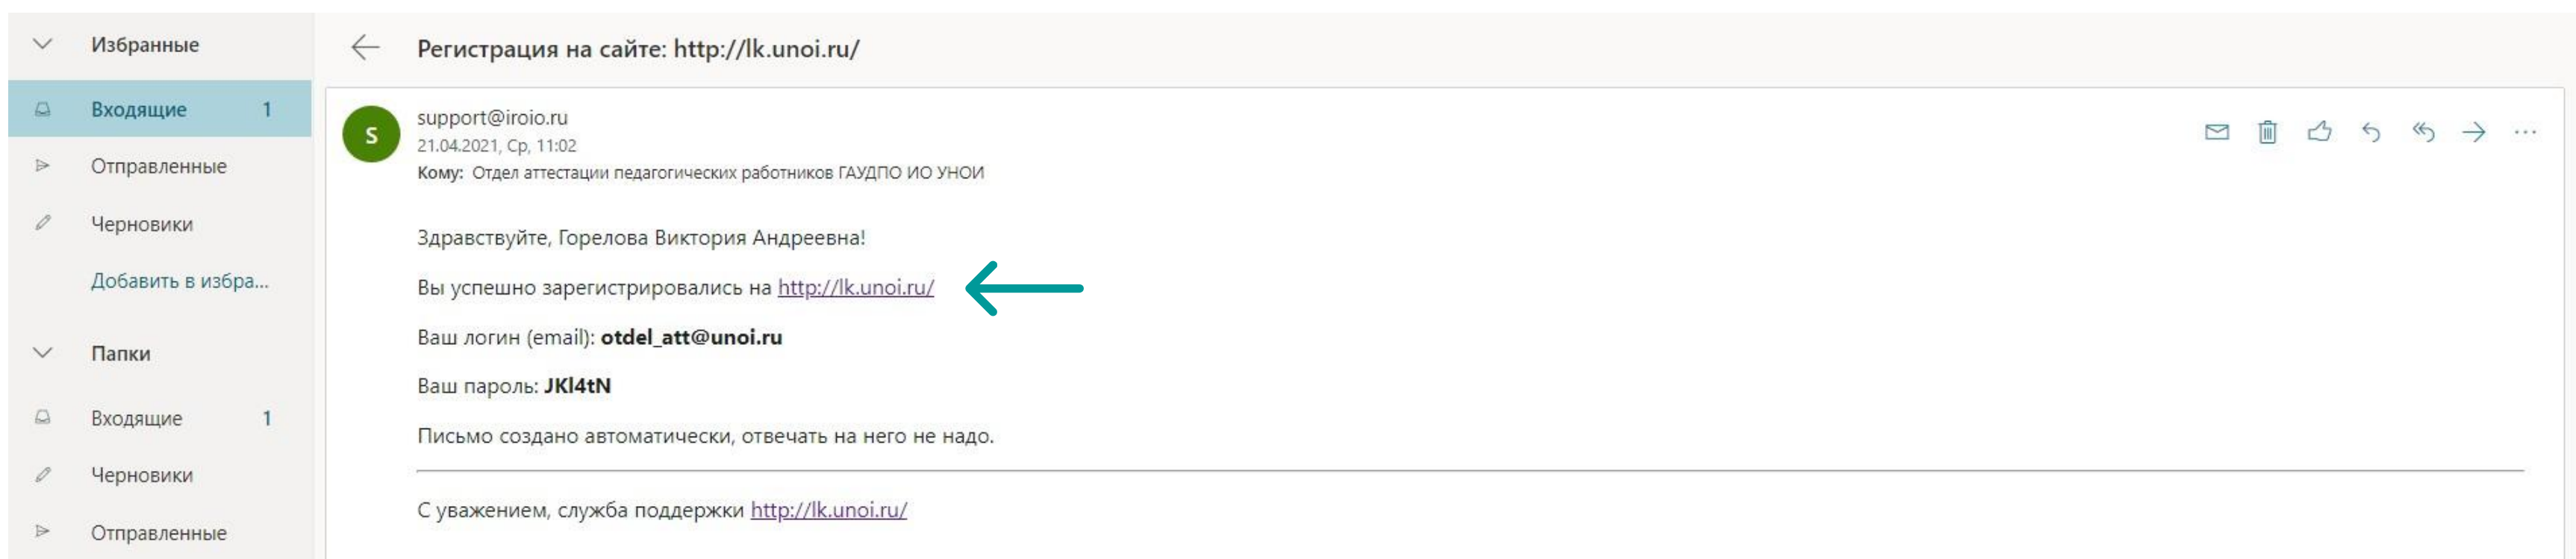 Избранные
Входящие 1
Отправленные
Черновики
Добавить в избра...
Папки
Входящие 1
Черновики
Отправленные
Регистрация на сайте: http://lk.unoi.ru/
S
support@iroio.ru
21.04.2021, Ср, 11:02
Кому: Отдел аттестации педагогических работников ГАУДПО ИО УНОИ
Здравствуйте, Горелова Виктория Андреевна!
Вы успешно зарегистрировались на http://lk.unoi.ru/
Ваш логин (email): otdel_att@unoi.ru
Ваш пароль: JKl4tN
Письмо создано автоматически, отвечать на него не надо.
С уважением, служба поддержки http://lk.unoi.ru/